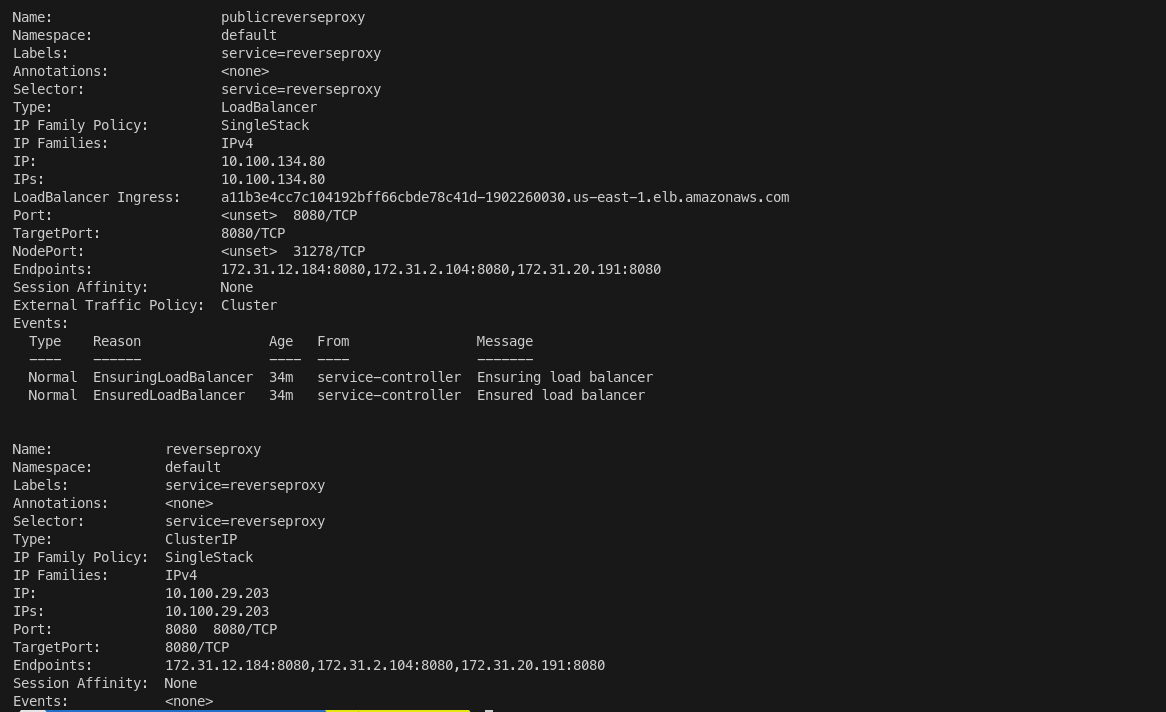 Name:                     publicreverseproxy
Namespace:                default
Labels:                   service=reverseproxy
Annotations:              <none>
Selector:                 service=reverseproxy
Type:                     LoadBalancer
IP Family Policy:         SingleStack
IP Families:              IPv4
IP:                       10.100.134.80
IPs:                      10.100.134.80
LoadBalancer Ingress:     a11b3e4cc7c104192bff66cbde78c41d-1902260030.us-east-1.elb.amazonaws.com
Port:                     <unset>  8080/TCP
TargetPort:               8080/TCP
NodePort:                 <unset>  31278/TCP
Endpoints:                172.31.12.184:8080,172.31.2.104:8080,172.31.20.191:8080
Session Affinity:         None
External Traffic Policy:  Cluster
Events:
  Type    Reason                Age   From                Message
  ----    ------                ----  ----                -------
  Normal  EnsuringLoadBalancer  34m   service-controller  Ensuring load balancer
  Normal  EnsuredLoadBalancer   34m   service-controller  Ensured load balancer
Name:              reverseproxy
Namespace:         default
Labels:            service=reverseproxy
Annotations:       <none>
Selector:          service=reverseproxy
Type:              ClusterIP
IP Family Policy:  SingleStack
IP Families:       IPv4
IP:                10.100.29.203
IPs:               10.100.29.203
Port:              8080  8080/TCP
TargetPort:        8080/TCP
Endpoints:         172.31.12.184:8080,172.31.2.104:8080,172.31.20.191:8080
Session Affinity:  None
Events:            <none>